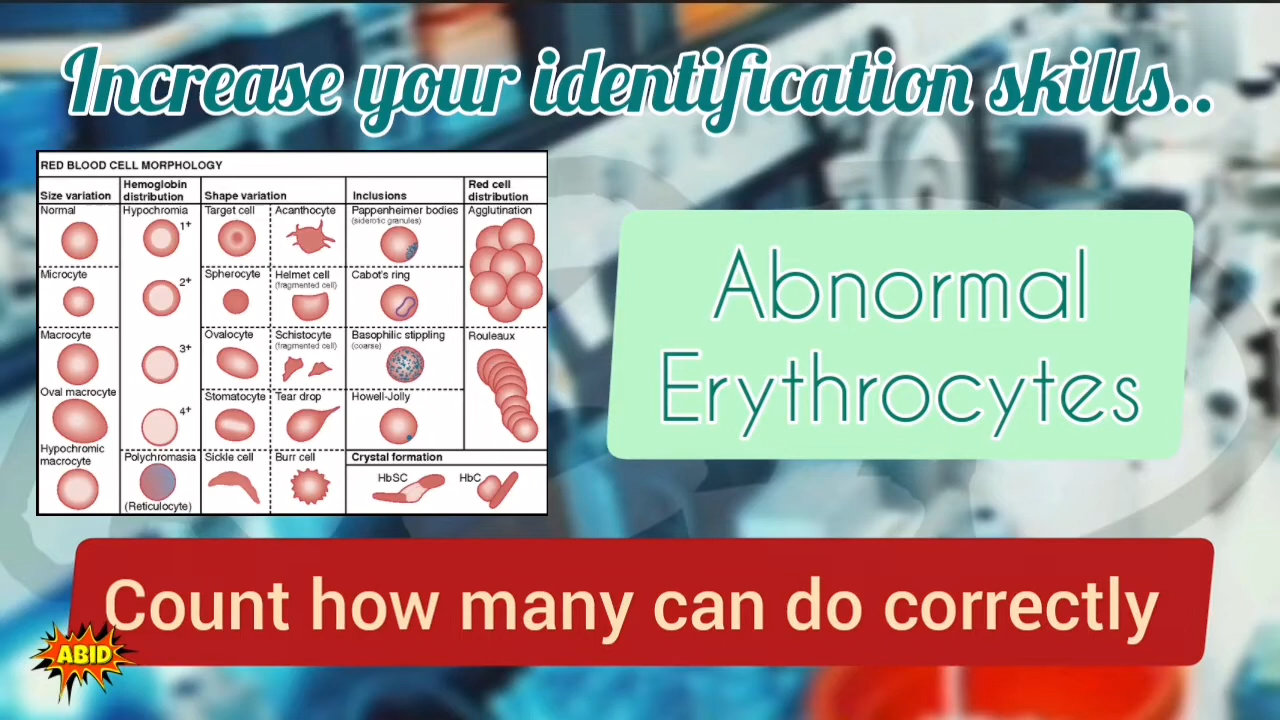 Increase your identification skills..
RED BLOOD CELL MORPHOLOGY
Size variation
Hemoglobin
distribution
Shape variation
Inclusions
Red cell
distribution
Normal
Hypochromia
1+
Target cell
Acanthocyte
Pappenheimer bodies
(siderotic granules)
Agglutination
Microcyte
2+
Spherocyte
Helmet cell
(fragmented cell)
Cabot's ring
Macrocyte
3+
Ovalocyte
Schistocyte
(fragmented cell)
Basophilic stippling
(coarse)
Rouleaux
Oval macrocyte
4+
Stomatocyte
Tear drop
Howell-Jolly
Hypochromic
macrocyte
Polychromasia
(Reticulocyte)
Sickle cell
Burr cell
Crystal formation
HbSC
HbC
Abnormal
Erythrocytes
Count how many can do correctly
ABID